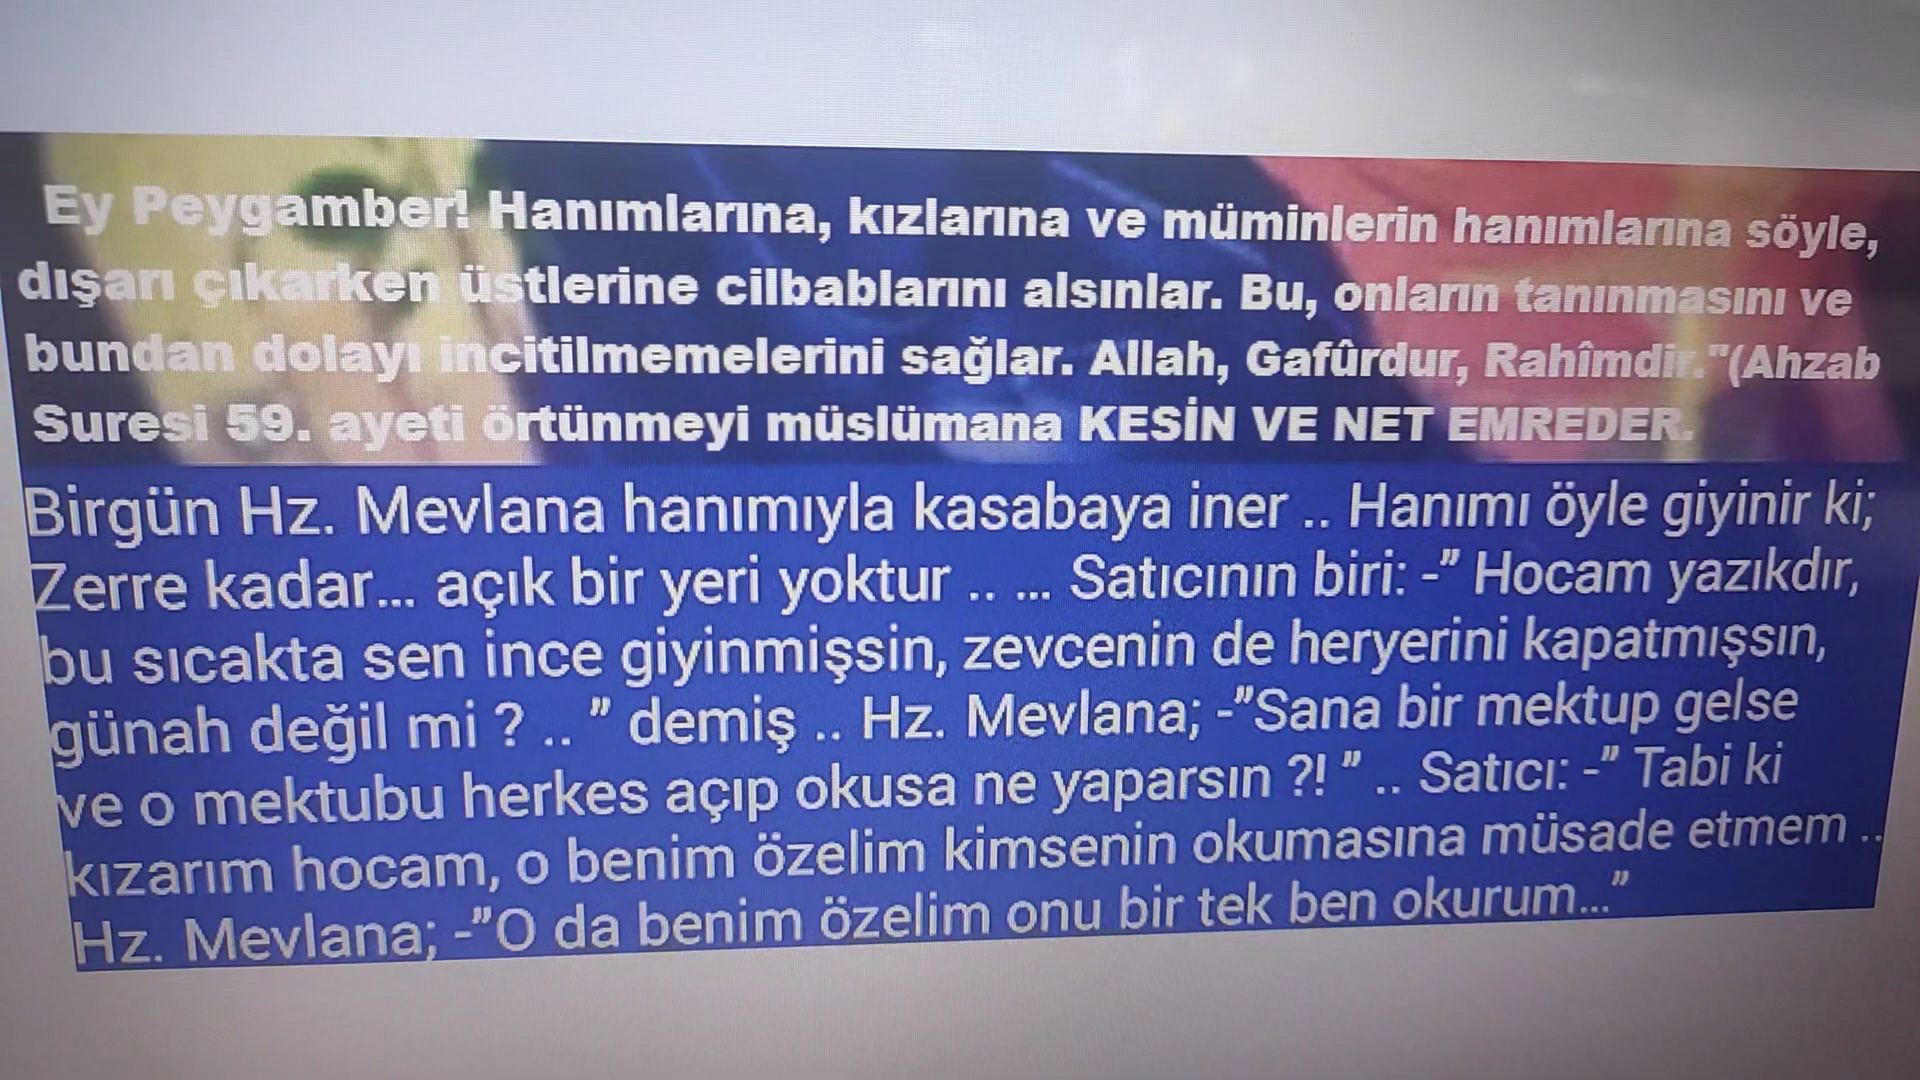 Ey Peygamber! Hanımlarına, kızlarına ve müminlerin hanımlarına söyle,
dışarı çıkarken üstlerine cilbablarını alsınlar. Bu, onların tanınmasını ve
bundan dolayı incitilmemelerini sağlar. Allah, Gafûrdur, Rahîmdir."(Ahzab
Suresi 59. ayeti örtünmeyi müslümana KESİN VE NET EMREDER.
Birgün Hz. Mevlana hanımıyla kasabaya iner .. Hanımı öyle giyinir ki;
Zerre kadar... açık bir yeri yoktur .. ... Satıcının biri: -” Hocam yazıkdır,
bu sıcakta sen ince giyinmişsin, zevcenin de heryerini kapatmışsın,
günah değil mi ? .. ” demiş .. Hz. Mevlana; -”Sana bir mektup gelse
ve o mektubu herkes açıp okusa ne yaparsın ?! ” .. Satıcı: -” Tabi ki
kızarım hocam, o benim özelim kimsenin okumasına müsade etmem ..
Hz. Mevlana; -”O da benim özelim onu bir tek ben okurum...”